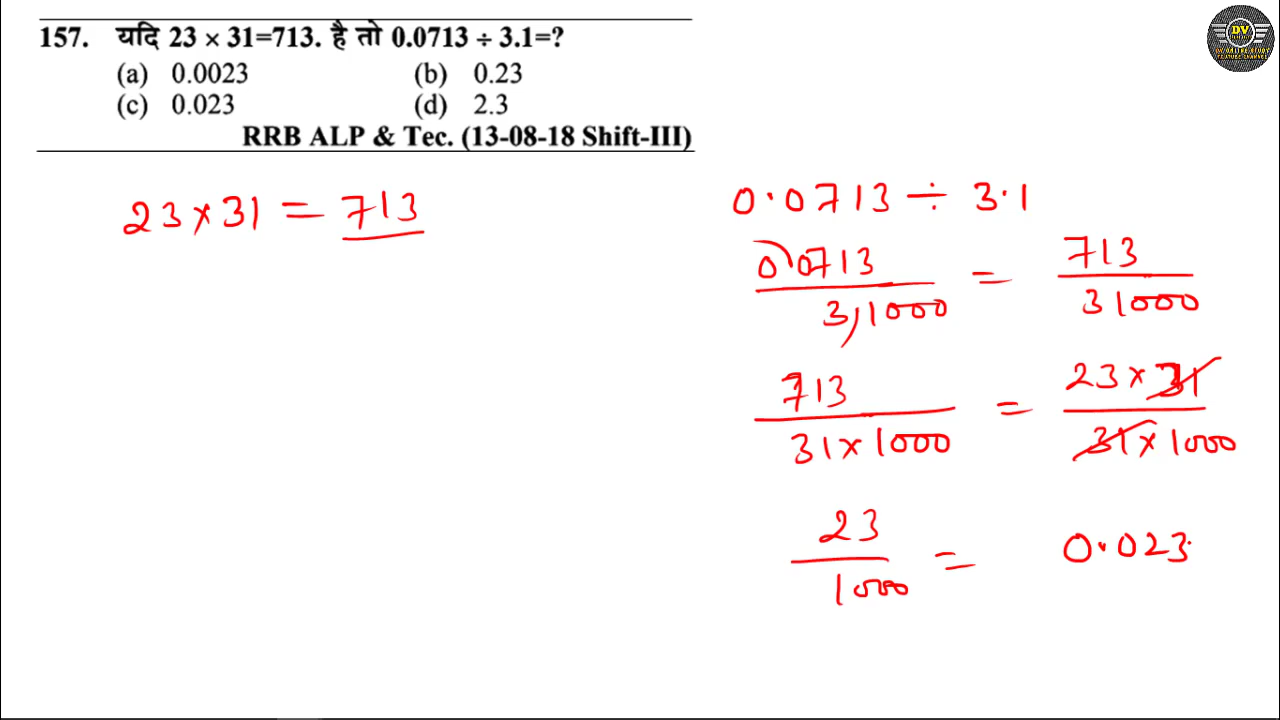 157. यदि 23 × 31=713. है तो 0.0713 ÷ 3.1=?
(a) 0.0023 (b) 0.23
(c) 0.023 (d) 2.3
RRB ALP & Tec. (13-08-18 Shift-III)
23 × 31 = 713
0.0713 ÷ 3.1
0.0713 / 3,1000 = 713 / 31000
713 / 31 × 1000 = 23 × 31 / 31 × 1000
23 / 1000 = 0.023
DV